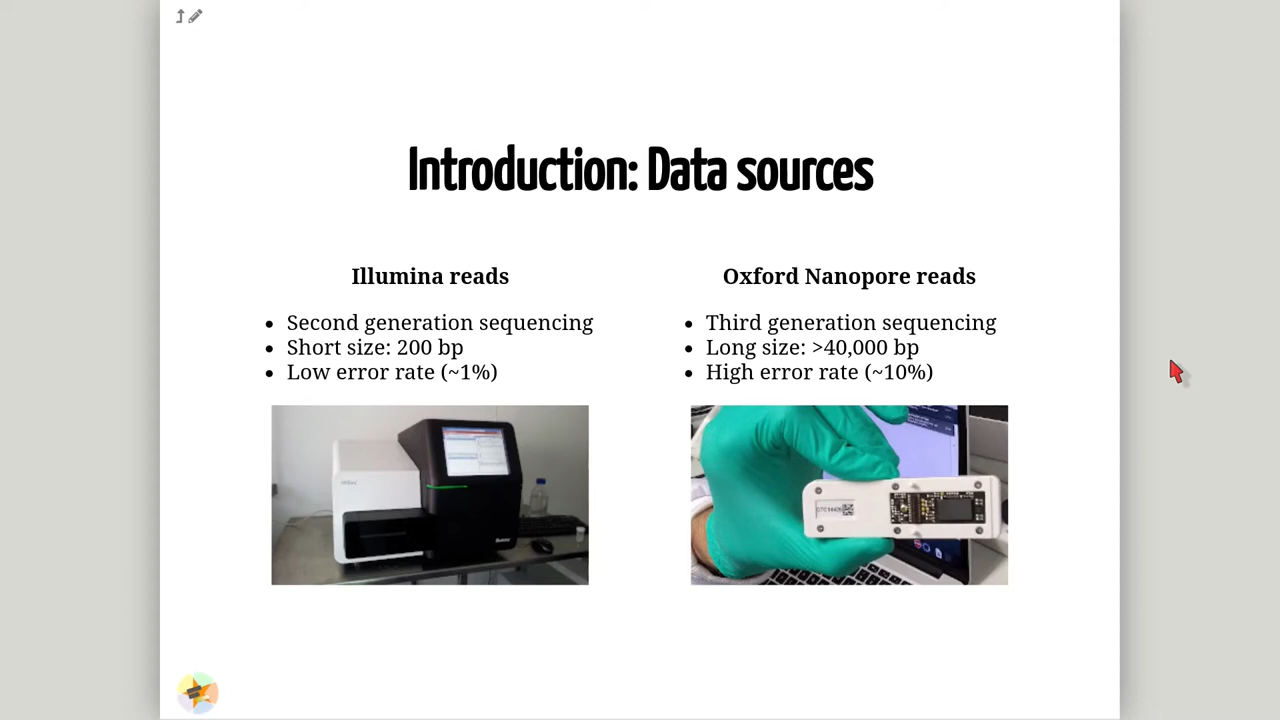 Introduction: Data sources
Illumina reads
Second generation sequencing
Short size: 200 bp
Low error rate (~1%)
Oxford Nanopore reads
Third generation sequencing
Long size: >40,000 bp
High error rate (~10%)